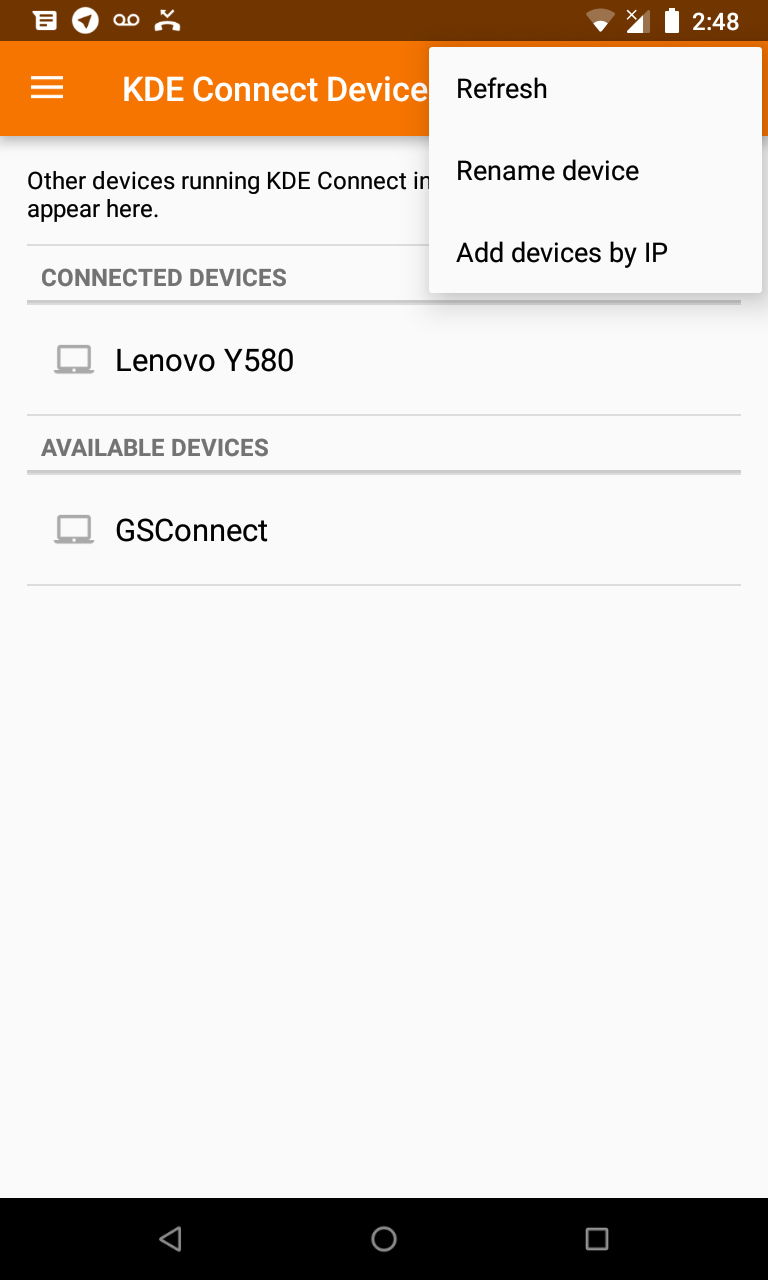 2:48
KDE Connect Device
Refresh
Rename device
Add devices by IP
Other devices running KDE Connect in
appear here.
CONNECTED DEVICES
Lenovo Y580
AVAILABLE DEVICES
GSConnect